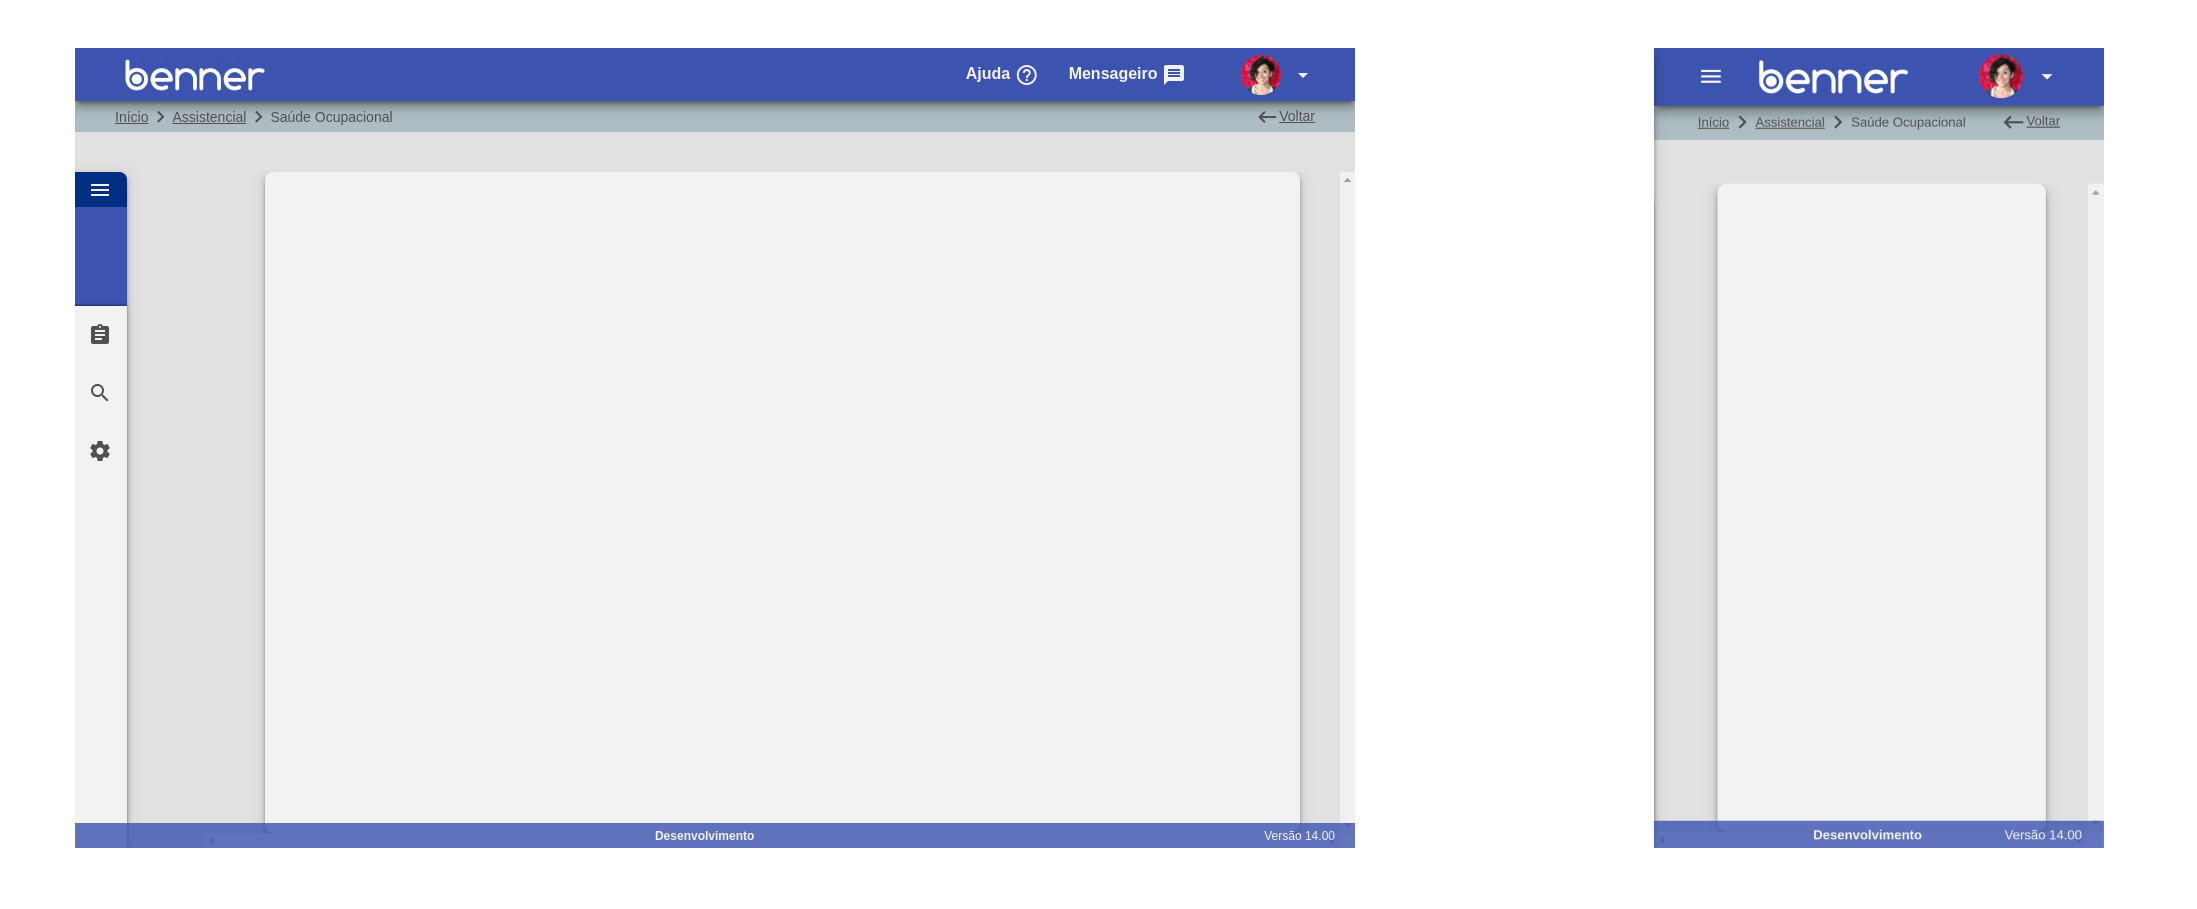 benner Ajuda Mensageiro
Início Assistencial Saúde Ocupacional Voltar
Desenvolvimento Versão 14.00
benner
Início Assistencial Saúde Ocupacional Voltar
Desenvolvimento Versão 14.00